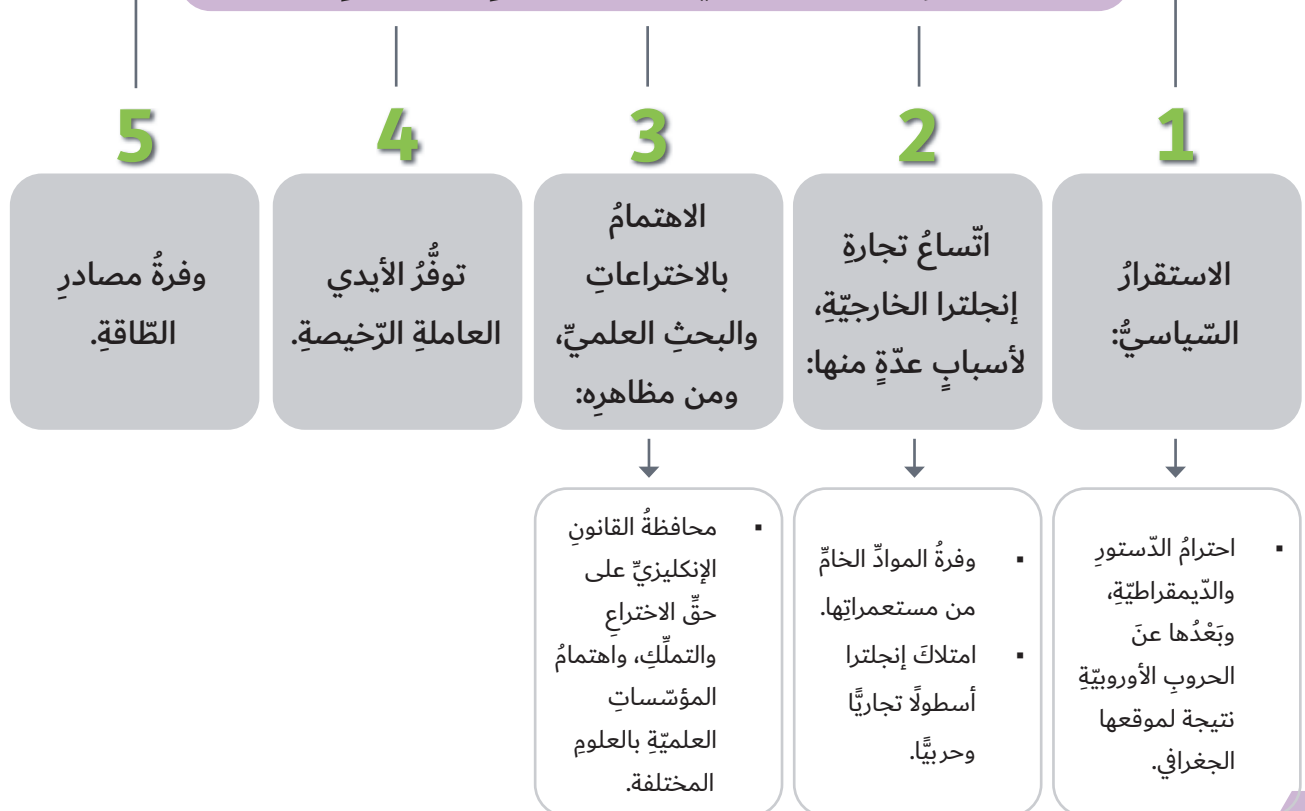 1
الاستقرارُ
السّياسيُّ:
احترامُ الدّستورِ
والدّيمقراطيّةِ،
وبَعْدُها عنَ
الحروبِ الأوروبيّةِ
نتيجة لموقعها
الجغرافي.
2
اتّساعُ تجارةِ
إنجلترا الخارجيّةِ،
لأسبابٍ عدّةٍ منها:
وفرةُ الموادِّ الخامِّ
من مستعمراتِها.
امتلاكَ إنجلترا
أسطولًا تجاريًّا
وحربيًّا.
3
الاهتمامُ
بالاختراعاتِ
والبحثِ العلميِّ،
ومن مظاهرِه:
محافظةُ القانونِ
الإنكليزيِّ على
حقِّ الاختراعِ
والتملّكِ، واهتمامُ
المؤسّساتِ
العلميّةِ بالعلومِ
المختلفة.
4
توفُّرُ الأيدي
العاملةِ الرّخيصةِ.
5
وفرةُ مصادرِ
الطّاقةِ.